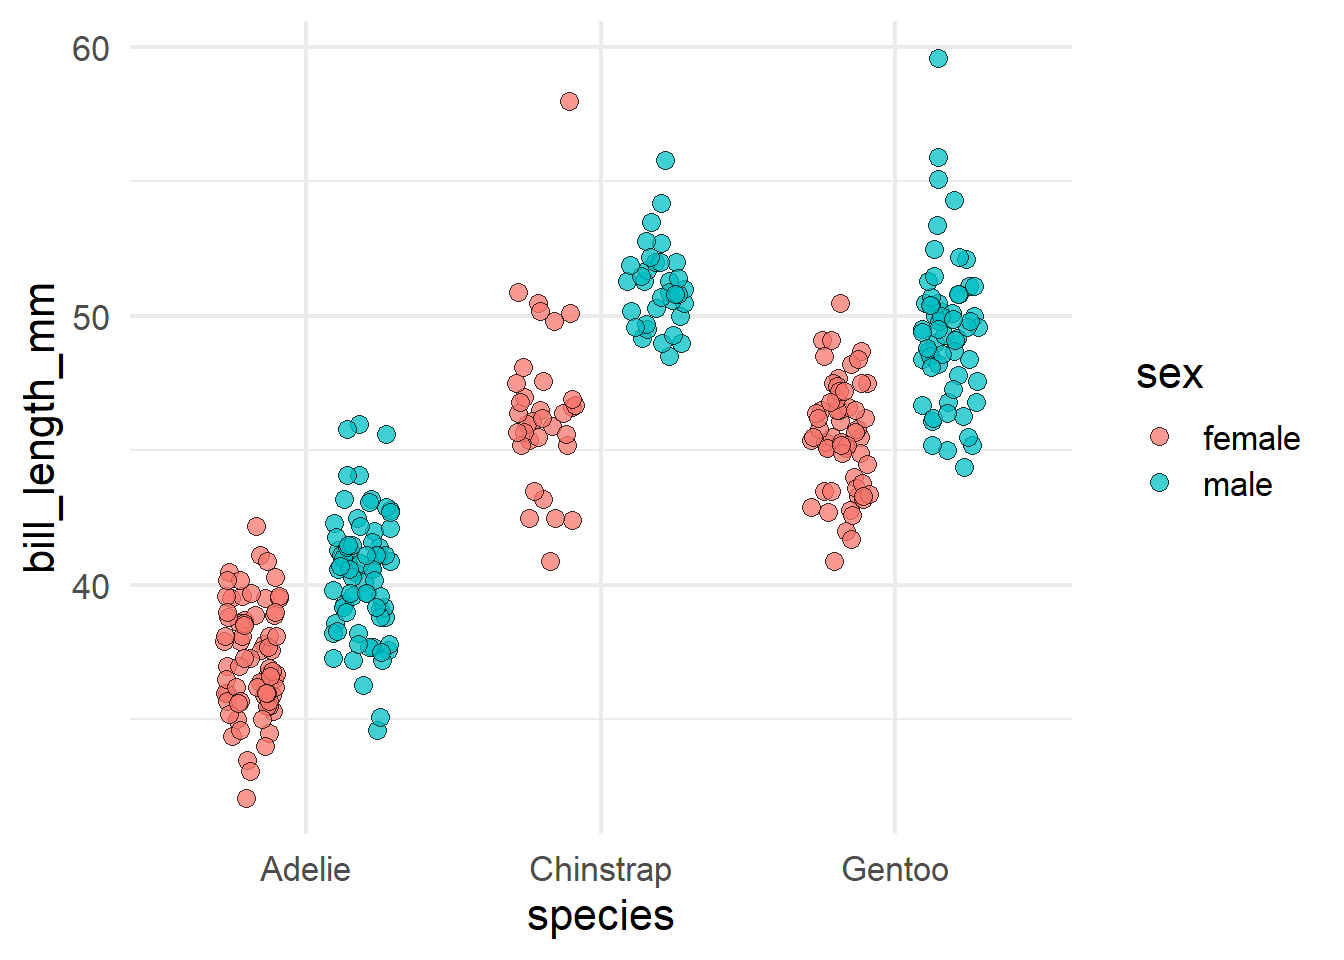 60
50
40
bill_length_mm
Adelie
Chinstrap
Gentoo
species
sex
female
male